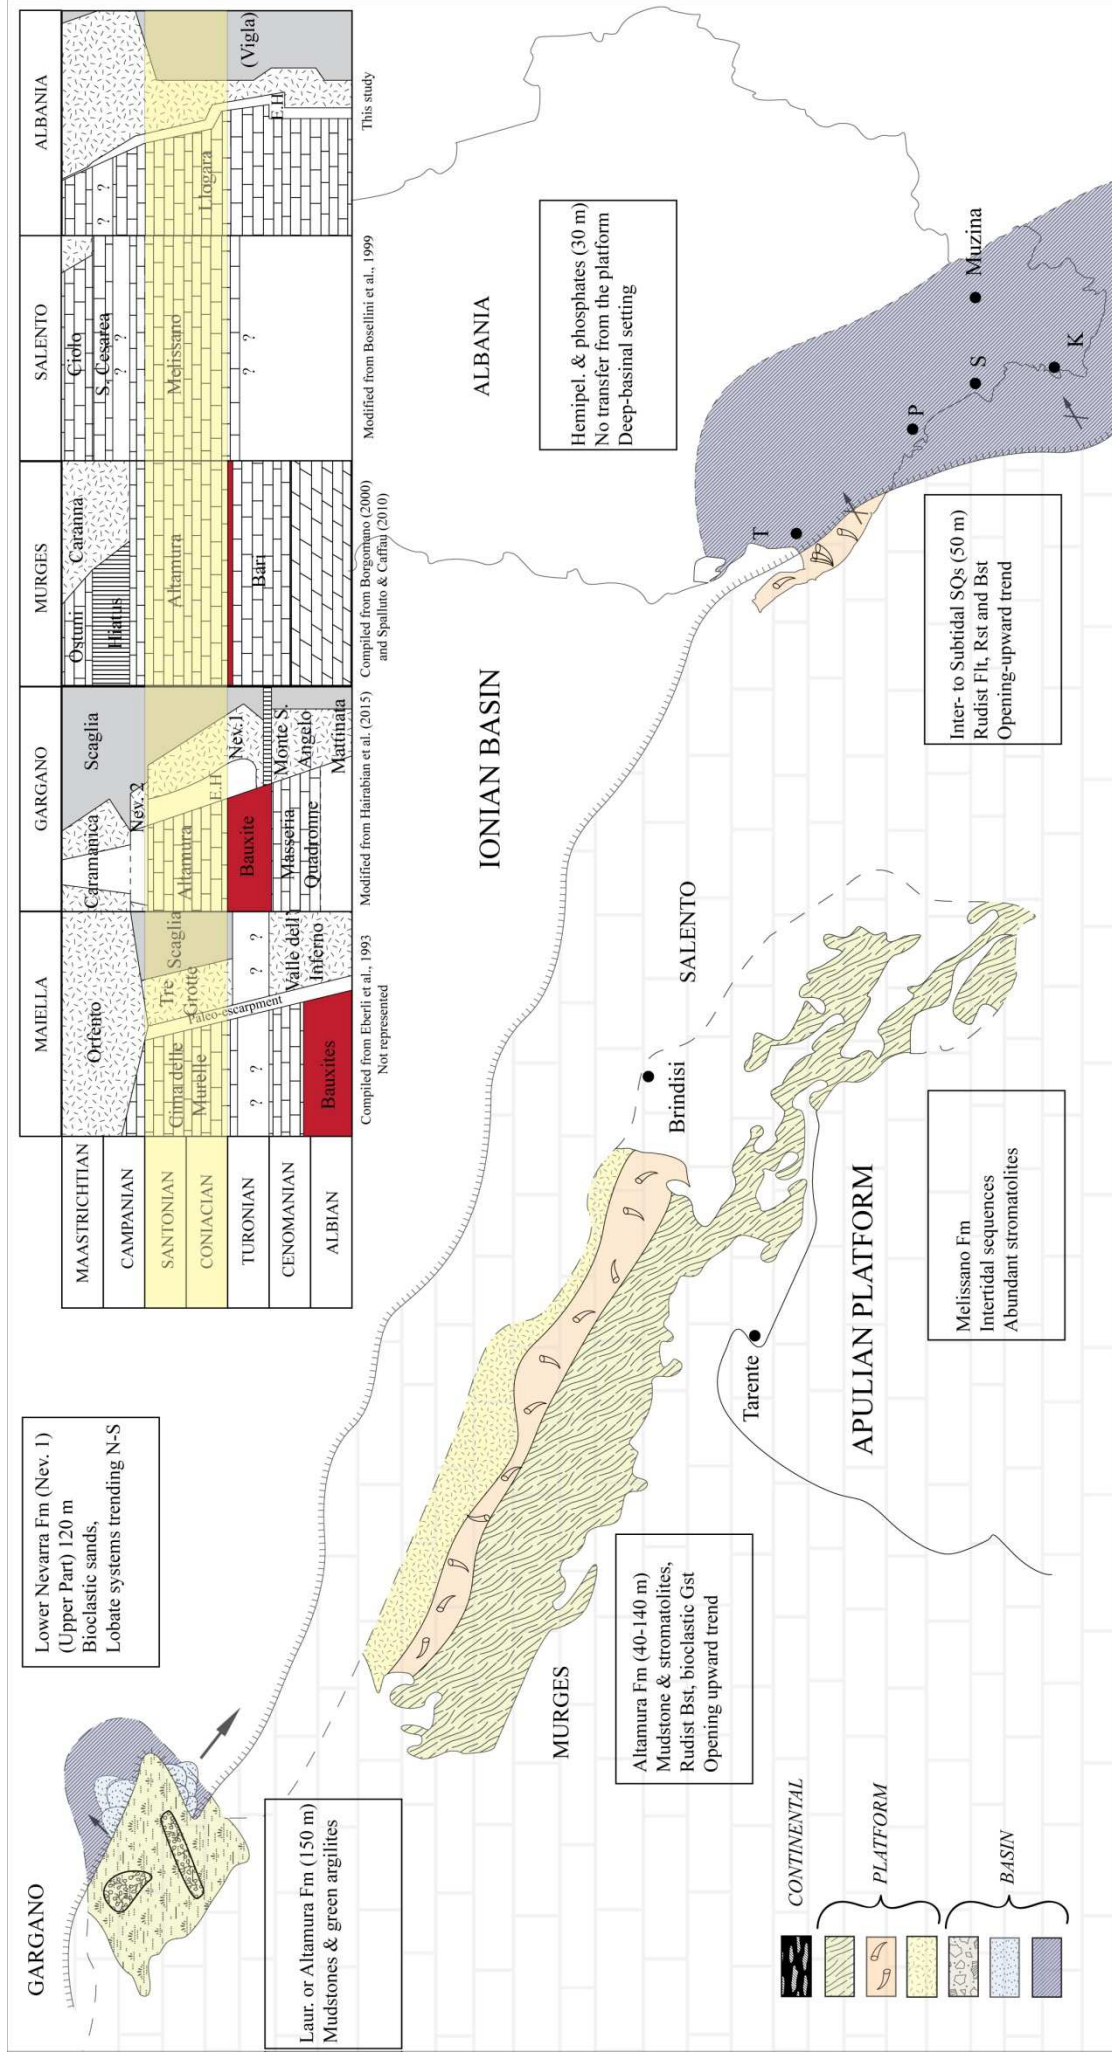 MAIELLA
GARGANO
MURGES
SALENTO
ALBANIA
MAASTRICHTIAN
CAMPANIAN
SANTONIAN
CONIACIAN
TURONIAN
CENOMANIAN
ALBIAN
Orfento
Cima delle
Murelle
Tre
Grotte
Scaglia
Paleo-escarpment
? ?
? ?
Valle dell'
Inferno
Bauxites
Compiled from Eberli et al., 1993
Not represented
Caramanica
Scaglia
Nev. 2
Altamura
E.H
Nev.1
Bauxite
Masseria
Quadronne
Monte S.
Angelo
Mattinata
Modified from Hairabian et al. (2015)
Ostuni
Caranna
Hiatus
Altamura
Bari
Compiled from Borgomano (2000)
and Spalluto & Caffau (2010)
Ciolo
S. Cesarea
? ?
Melissano
? ?
Modified from Bosellini et al., 1999
? ?
Llogara
E.H
(Vigla)
This study
GARGANO
Lower Nevarra Fm (Nev. 1)
(Upper Part) 120 m
Bioclastic sands,
Lobate systems trending N-S
Laur. or Altamura Fm (150 m)
Mudstones & green argilites
IONIAN BASIN
ALBANIA
Hemipel. & phosphates (30 m)
No transfer from the platform
Deep-basinal setting
T
P
S
Muzina
K
Inter- to Subtidal SQs (50 m)
Rudist Flt, Rst and Bst
Opening-upward trend
SALENTO
Brindisi
Tarente
APULIAN PLATFORM
MURGES
Altamura Fm (40-140 m)
Mudstone & stromatolites,
Rudist Bst, bioclastic Gst
Opening upward trend
Melissano Fm
Intertidal sequences
Abundant stromatolites
CONTINENTAL
PLATFORM
BASIN